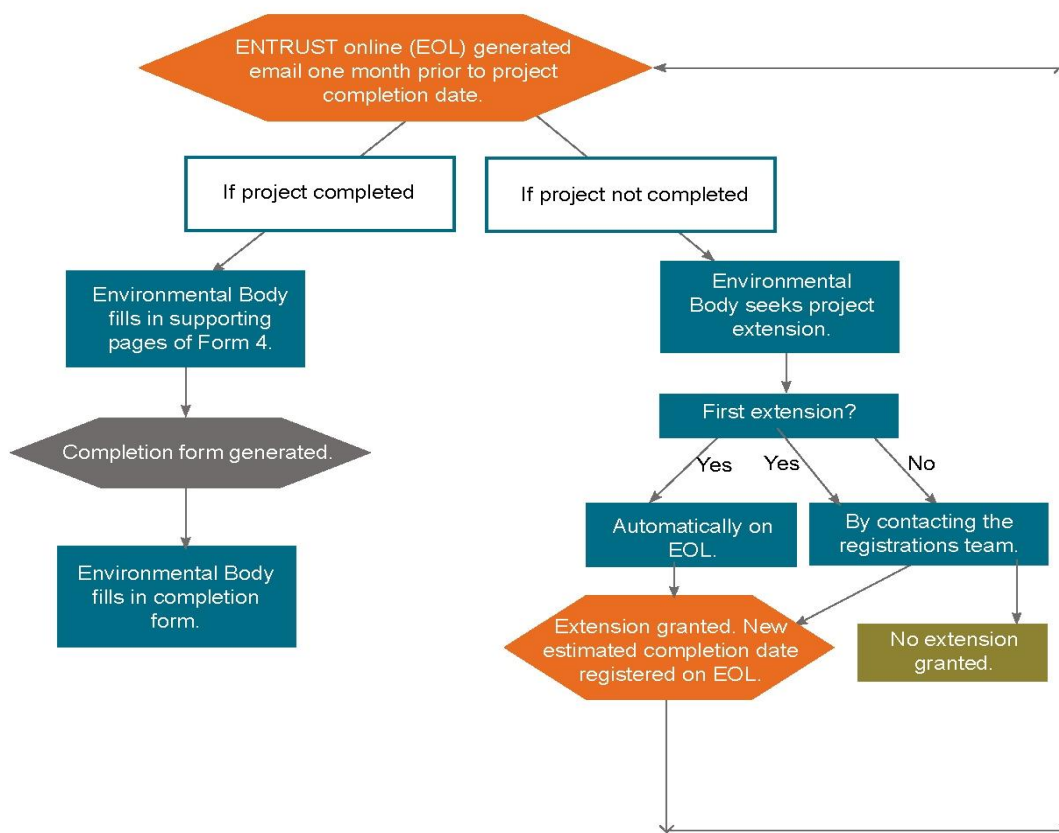 ENTRUST online (EOL) generated
email one month prior to project
completion date.
If project completed
If project not completed
Environmental Body
fills in supporting
pages of Form 4.
Environmental
Body seeks project
extension.
First extension?
Completion form generated.
Yes
Yes
No
Automatically on
EOL.
By contacting the
registrations team.
Environmental Body
fills in completion
form.
Extension granted. New
estimated completion date
registered on EOL.
No extension
granted.